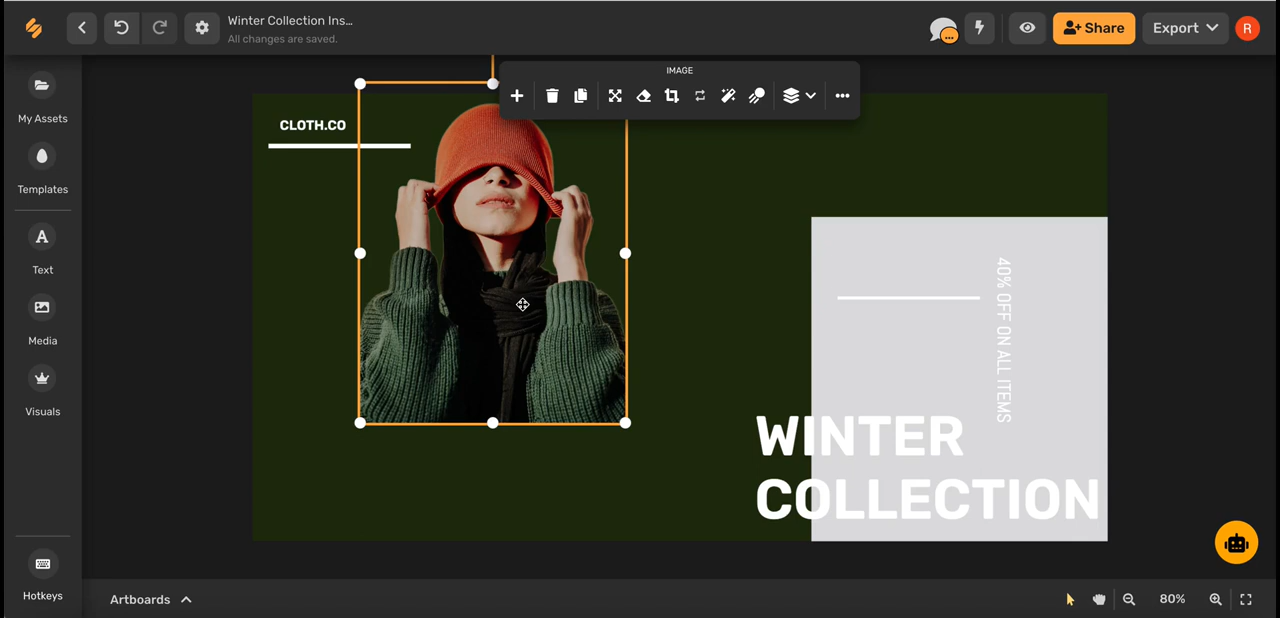 Winter Collection Ins...
All changes are saved.
Share
Export
R
My Assets
Templates
Text
Media
Visuals
Hotkeys
IMAGE
CLOTH.CO
40% OFF ON ALL ITEMS
WINTER
COLLECTION
Artboards
80%